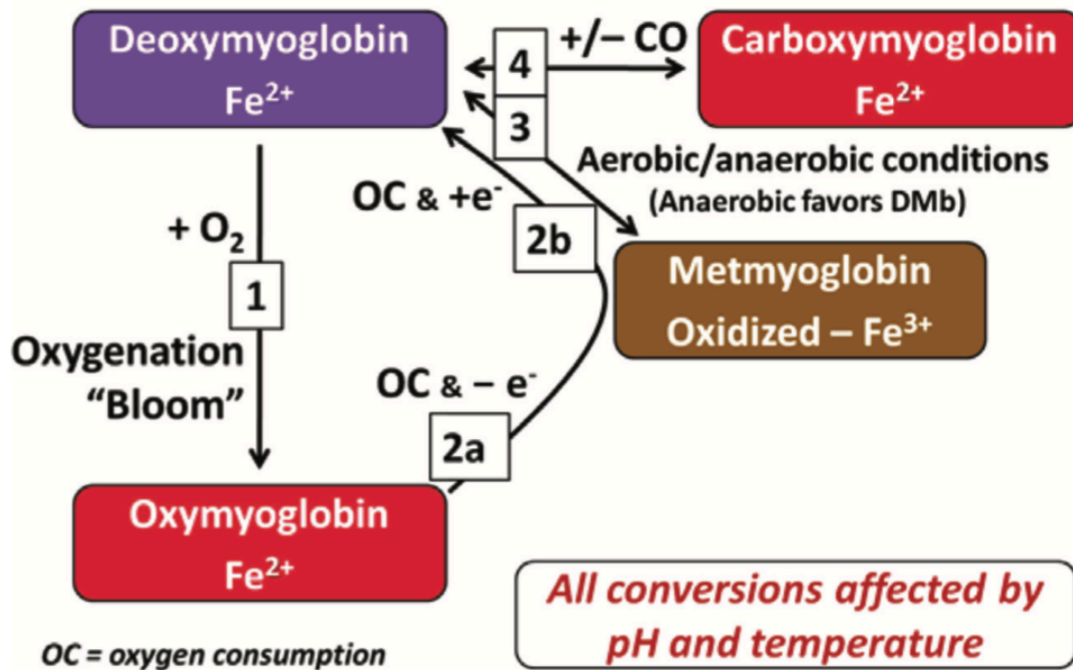 Deoxymyoglobin
Fe²⁺
+/– CO
4
3
Carboxymyoglobin
Fe²⁺
Aerobic/anaerobic conditions
(Anaerobic favors DMb)
OC & +e⁻
2b
+ O₂
1
Metmyoglobin
Oxidized – Fe³⁺
Oxygenation
“Bloom”
OC & – e⁻
2a
Oxymyoglobin
Fe²⁺
All conversions affected by
pH and temperature
OC = oxygen consumption